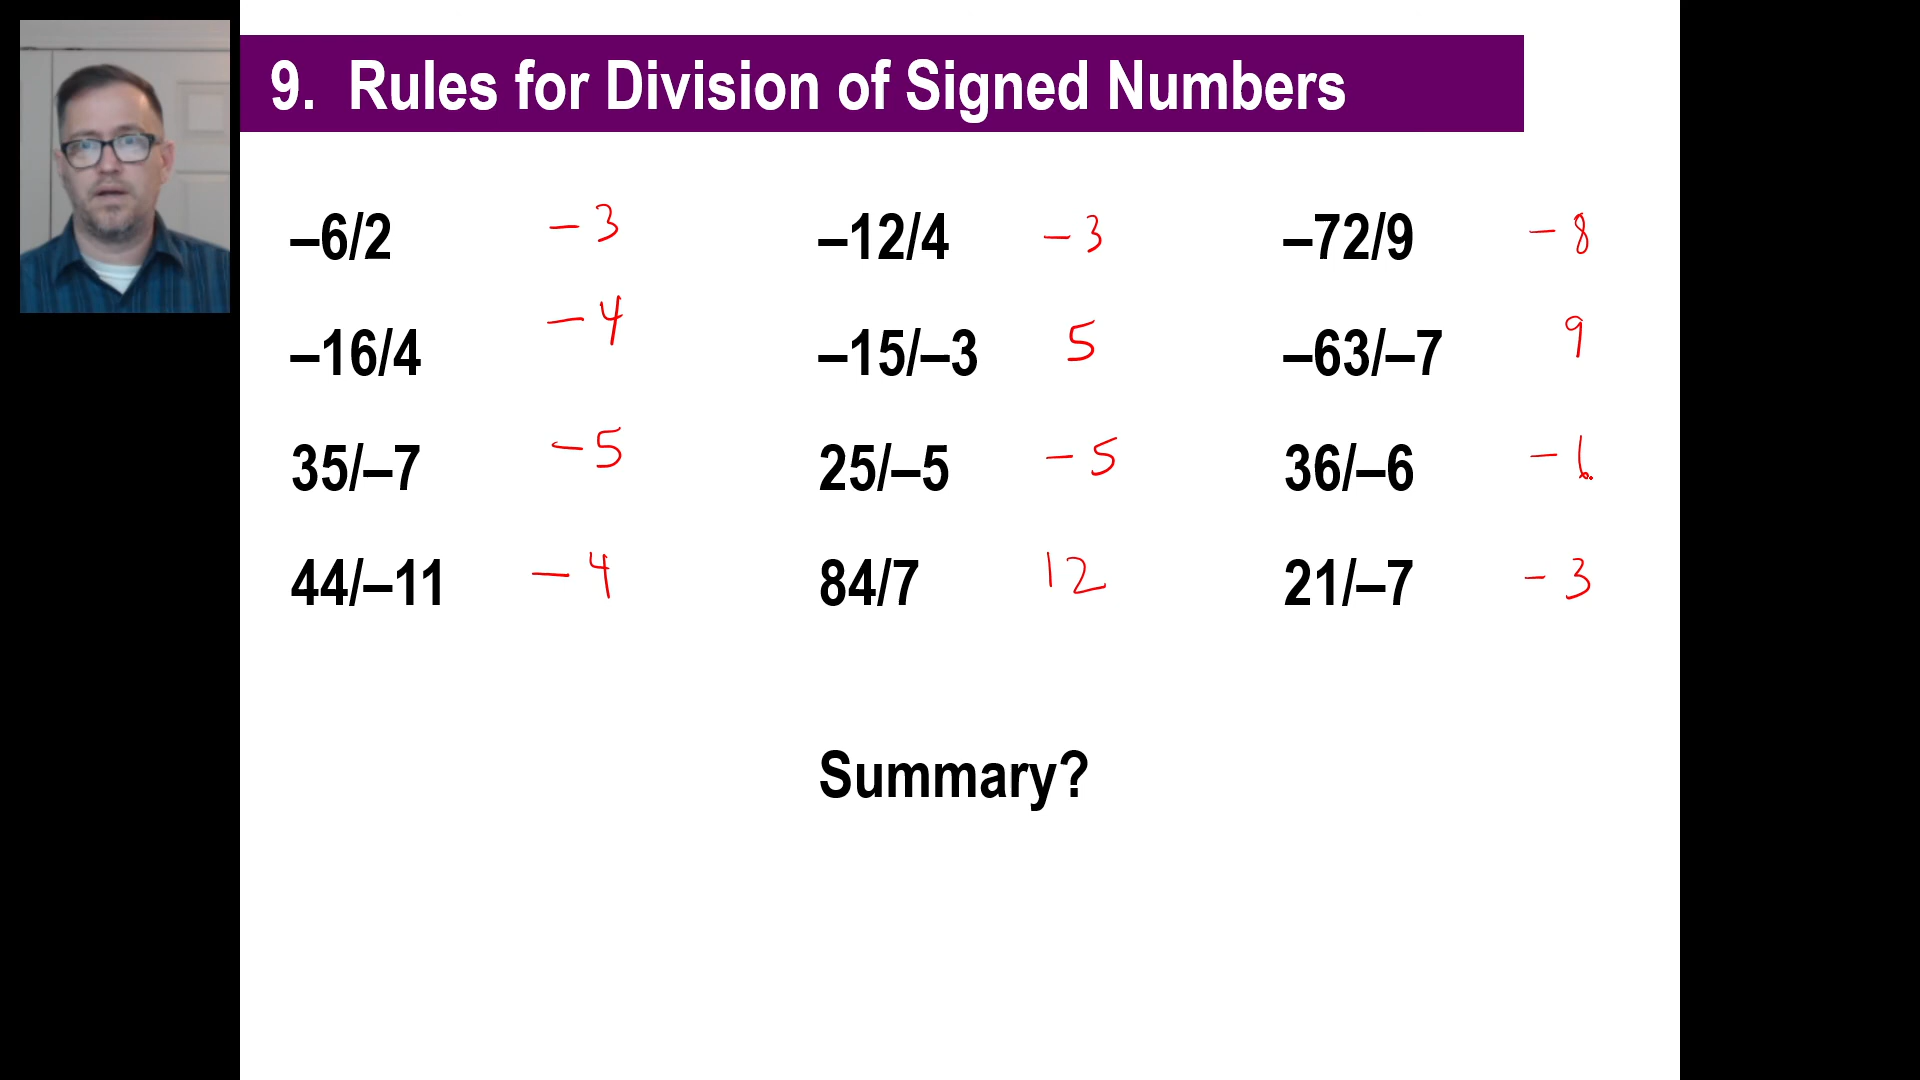 9. Rules for Division of Signed Numbers
–6/2 – 3 –12/4 – 3 –72/9 – 8
–16/4 – 4 –15/–3 5 –63/–7 9
35/–7 – 5 25/–5 – 5 36/–6 – 6
44/–11 – 4 84/7 12 21/–7 – 3
Summary?